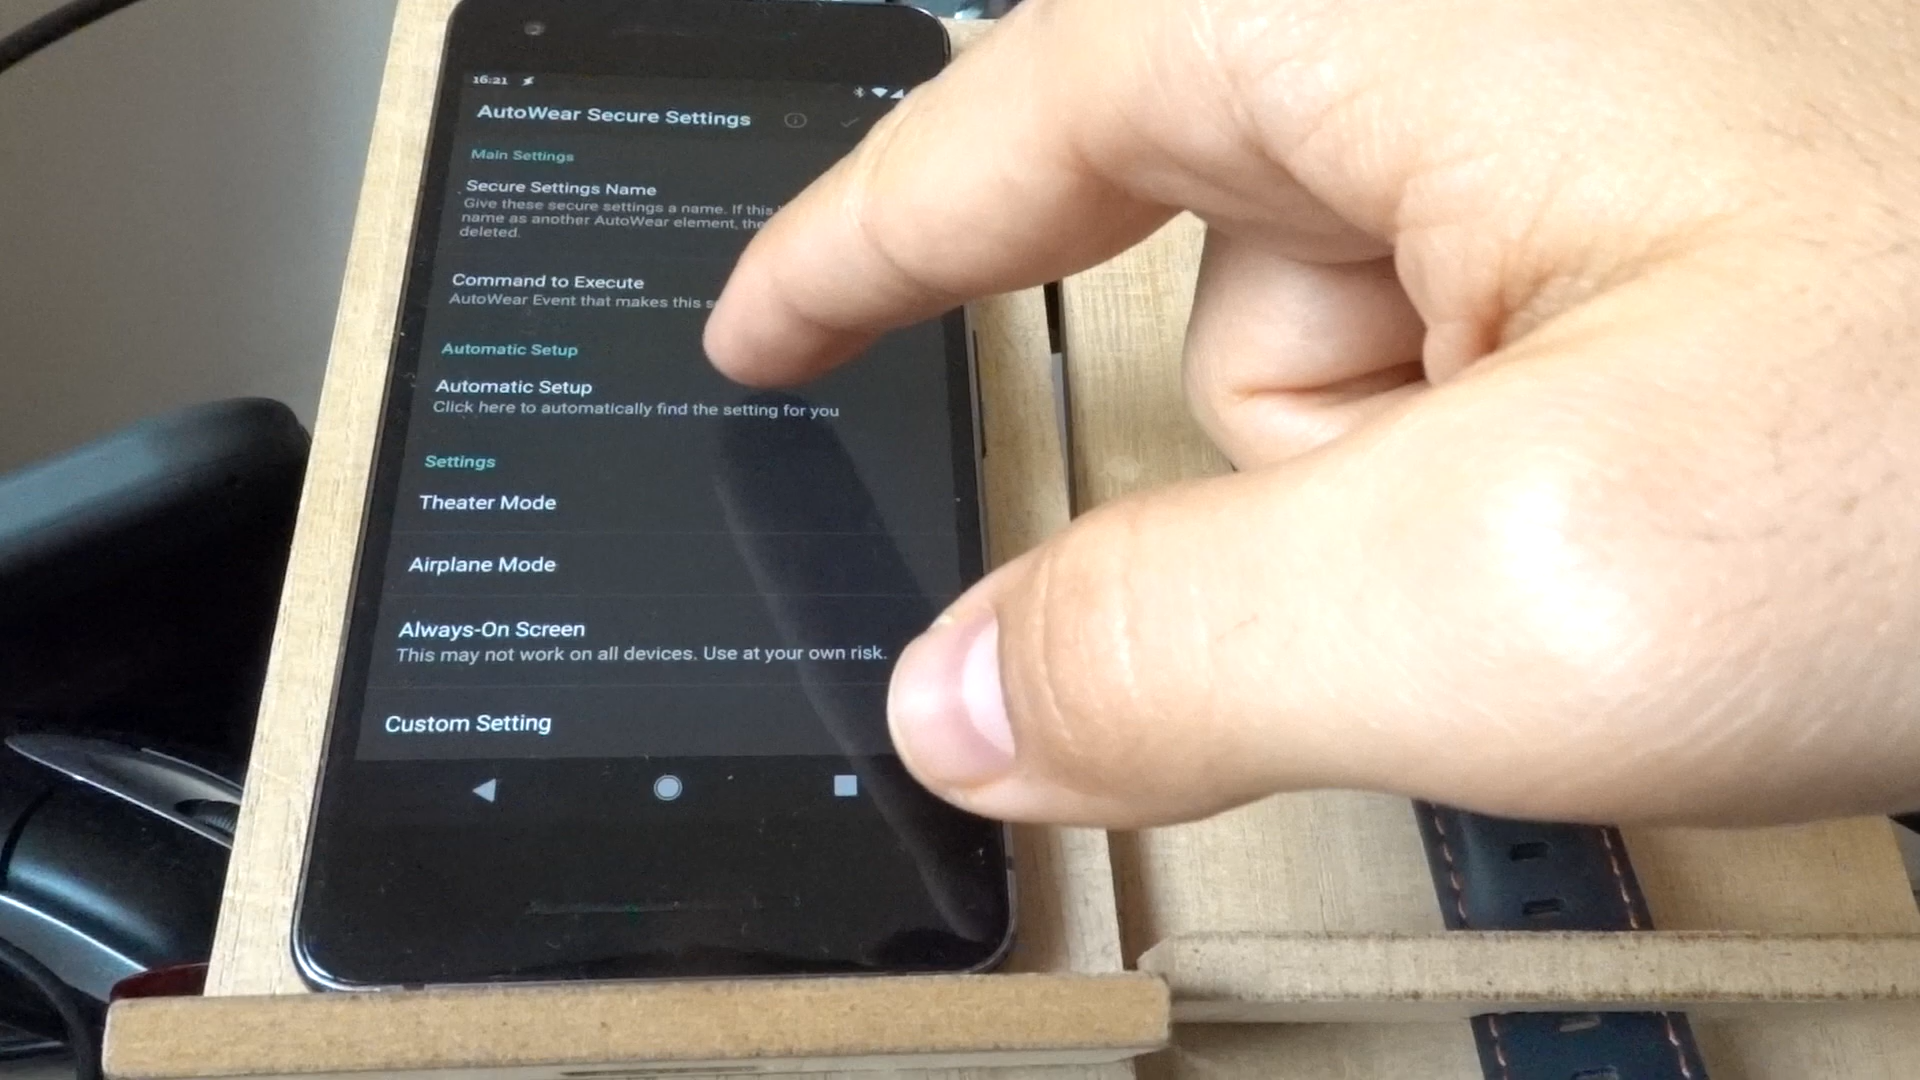 16:21
AutoWear Secure Settings
Main Settings
Secure Settings Name
Give these secure settings a name. If this
name as another AutoWear element, the
deleted.
Command to Execute
AutoWear Event that makes this
Automatic Setup
Automatic Setup
Click here to automatically find the setting for you
Settings
Theater Mode
Airplane Mode
Always-On Screen
This may not work on all devices. Use at your own risk.
Custom Setting